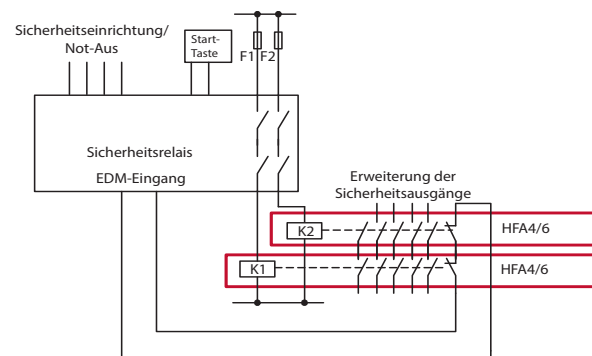 Sicherheitseinrichtung/
Not-Aus
Start-
Taste
F1
F2
Sicherheitsrelais
EDM-Eingang
Erweiterung der
Sicherheitsausgänge
K2
HFA4/6
K1
HFA4/6